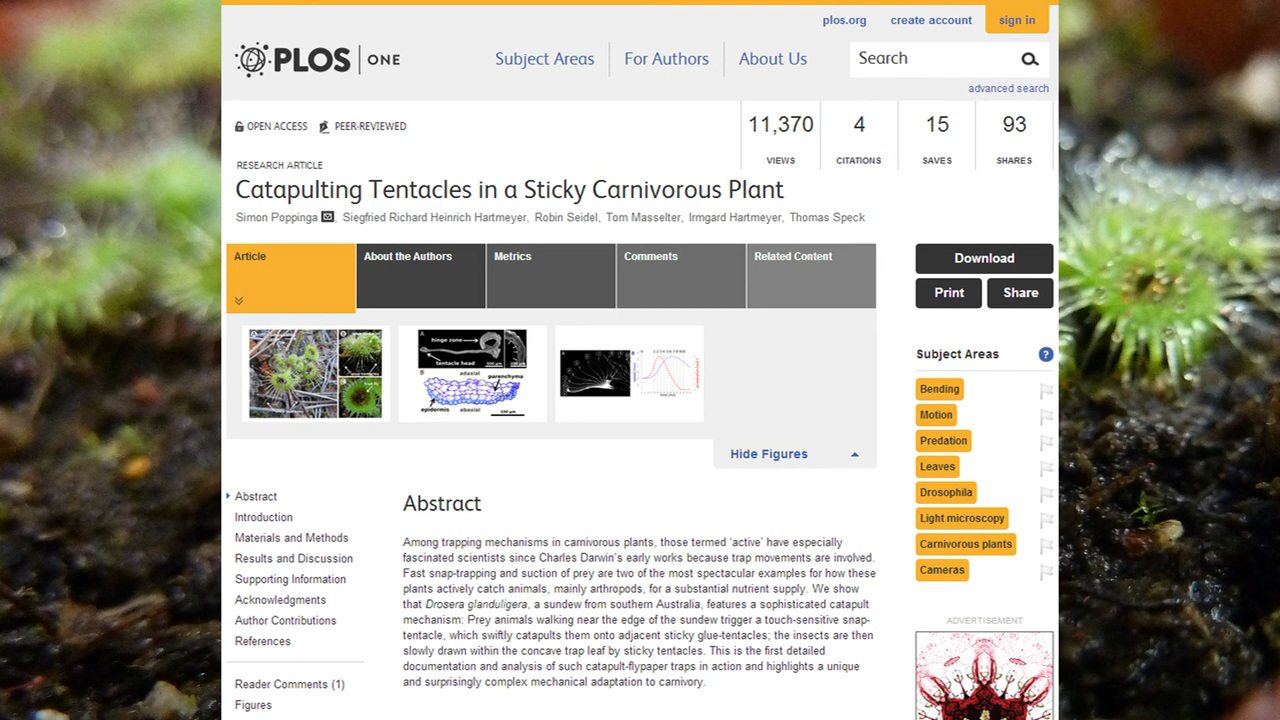 plos.org create account sign in
PLOS ONE
Subject Areas For Authors About Us
Search
advanced search
OPEN ACCESS PEER-REVIEWED
11,370 4 15 93
VIEWS CITATIONS SAVES SHARES
RESEARCH ARTICLE
Catapulting Tentacles in a Sticky Carnivorous Plant
Simon Poppinga, Siegfried Richard Heinrich Hartmeyer, Robin Seidel, Tom Masselter, Irmgard Hartmeyer, Thomas Speck
Article About the Authors Metrics Comments Related Content
Download
Print Share
hinge zone
tentacle head
adaxial
parenchyma
epidermis abaxial
Hide Figures
Subject Areas ?
Bending
Motion
Predation
Leaves
Drosophila
Light microscopy
Carnivorous plants
Cameras
ADVERTISEMENT
Abstract
Introduction
Materials and Methods
Results and Discussion
Supporting Information
Acknowledgments
Author Contributions
References
Reader Comments (1)
Figures
Abstract
Among trapping mechanisms in carnivorous plants, those termed ‘active’ have especially
fascinated scientists since Charles Darwin’s early works because trap movements are involved.
Fast snap-trapping and suction of prey are two of the most spectacular examples for how these
plants actively catch animals, mainly arthropods, for a substantial nutrient supply. We show
that Drosera glanduligera, a sundew from southern Australia, features a sophisticated catapult
mechanism: Prey animals walking near the edge of the sundew trigger a touch-sensitive snap-
tentacle, which swiftly catapults them onto adjacent sticky glue-tentacles; the insects are then
slowly drawn within the concave trap leaf by sticky tentacles. This is the first detailed
documentation and analysis of such catapult-flypaper traps in action and highlights a unique
and surprisingly complex mechanical adaptation to carnivory.